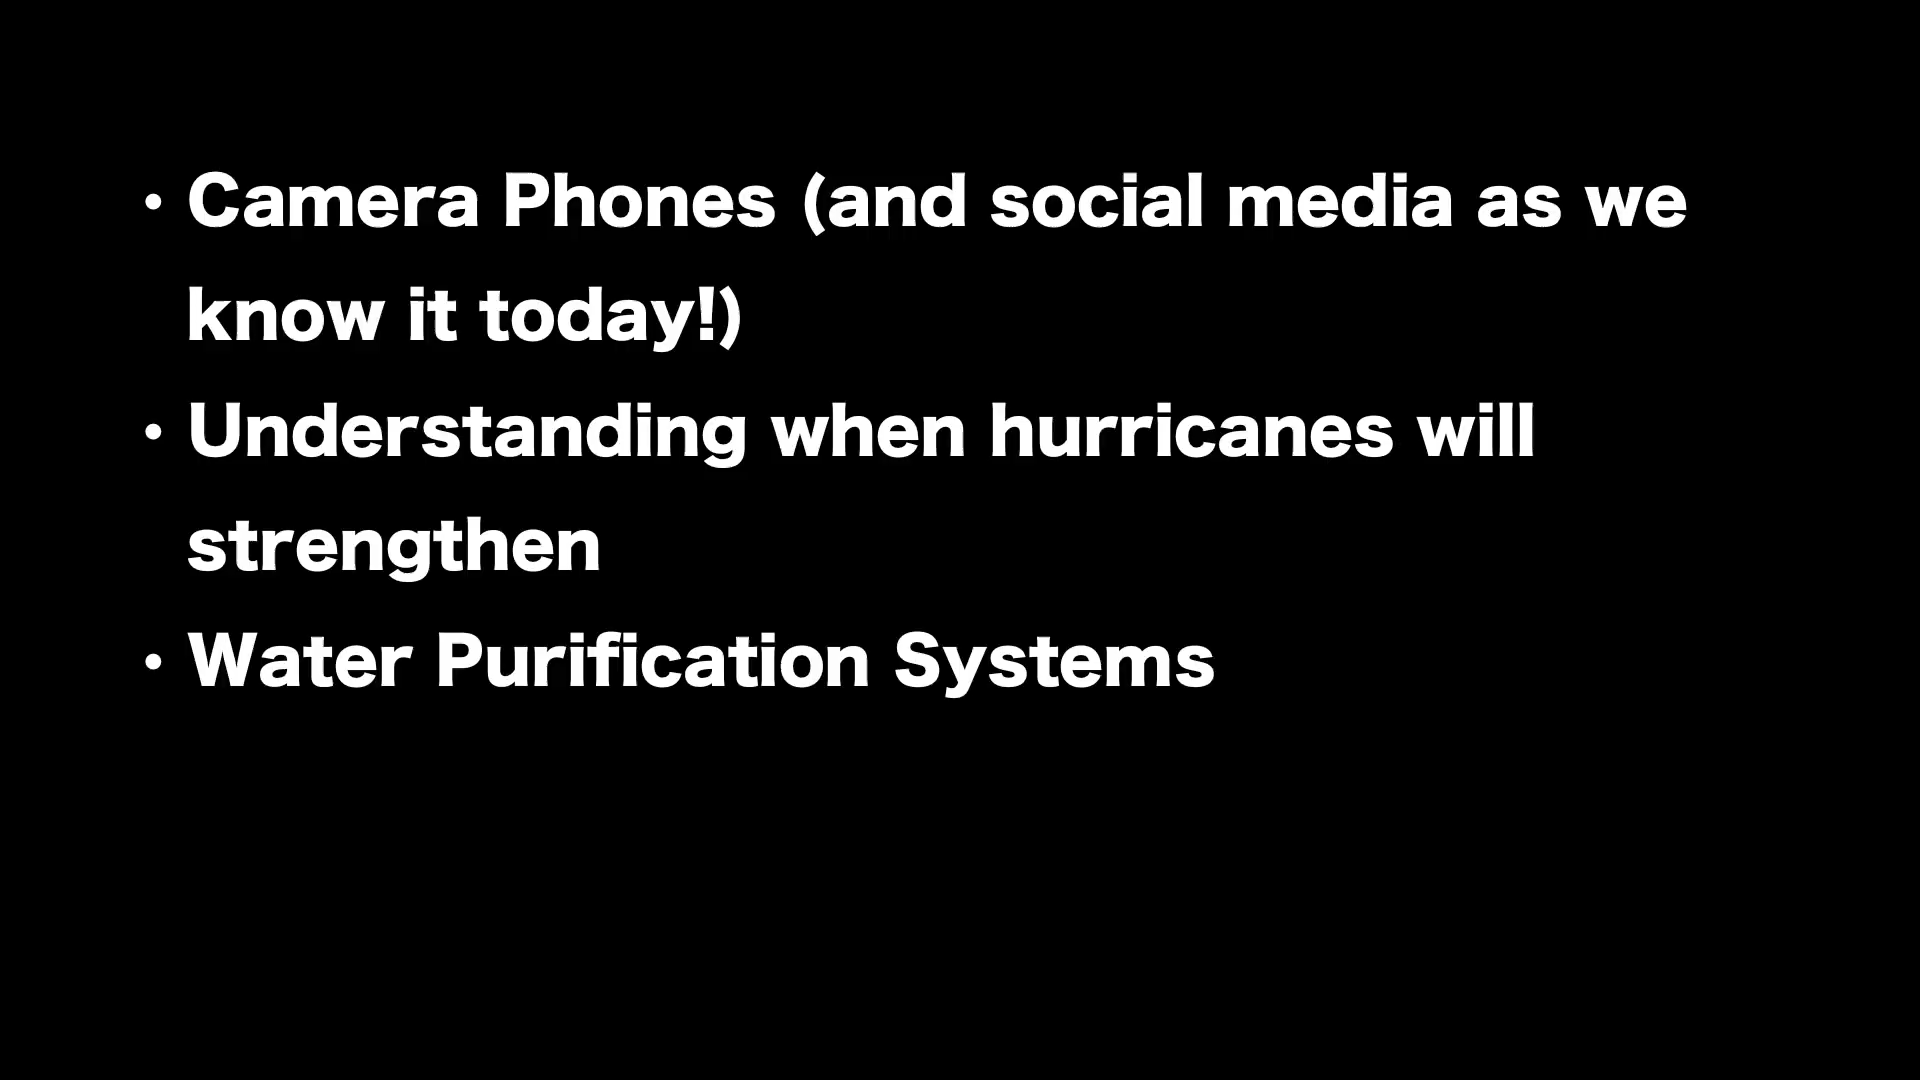 • Camera Phones (and social media as we
know it today!)
• Understanding when hurricanes will
strengthen
• Water Purification Systems